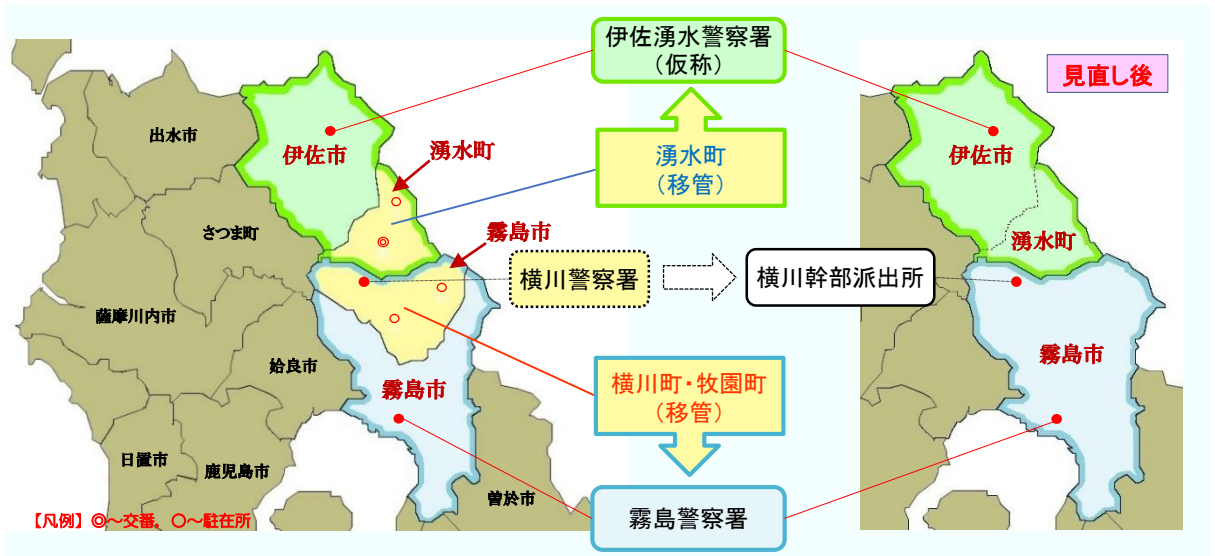 伊佐湧水警察署
(仮称)
見直し後
出水市
伊佐市
湧水町
湧水町
(移管)
伊佐市
さつま町
霧島市
湧水町
横川警察署
横川幹部派出所
薩摩川内市
姶良市
霧島市
横川町・牧園町
(移管)
霧島市
日置市
鹿児島市
曽於市
霧島警察署
【凡例】◎~交番，○~駐在所